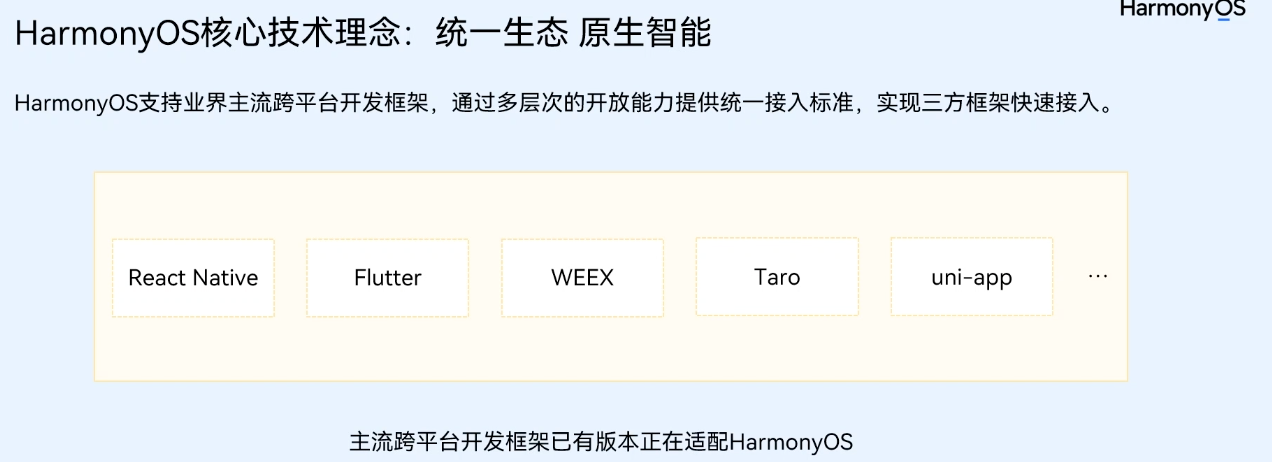 HarmonyOS
HarmonyOS核心技术理念：统一生态 原生智能
HarmonyOS支持业界主流跨平台开发框架，通过多层次的开放能力提供统一接入标准，实现三方框架快速接入。
React Native
Flutter
WEEX
Taro
uni-app
...
主流跨平台开发框架已有版本正在适配HarmonyOS